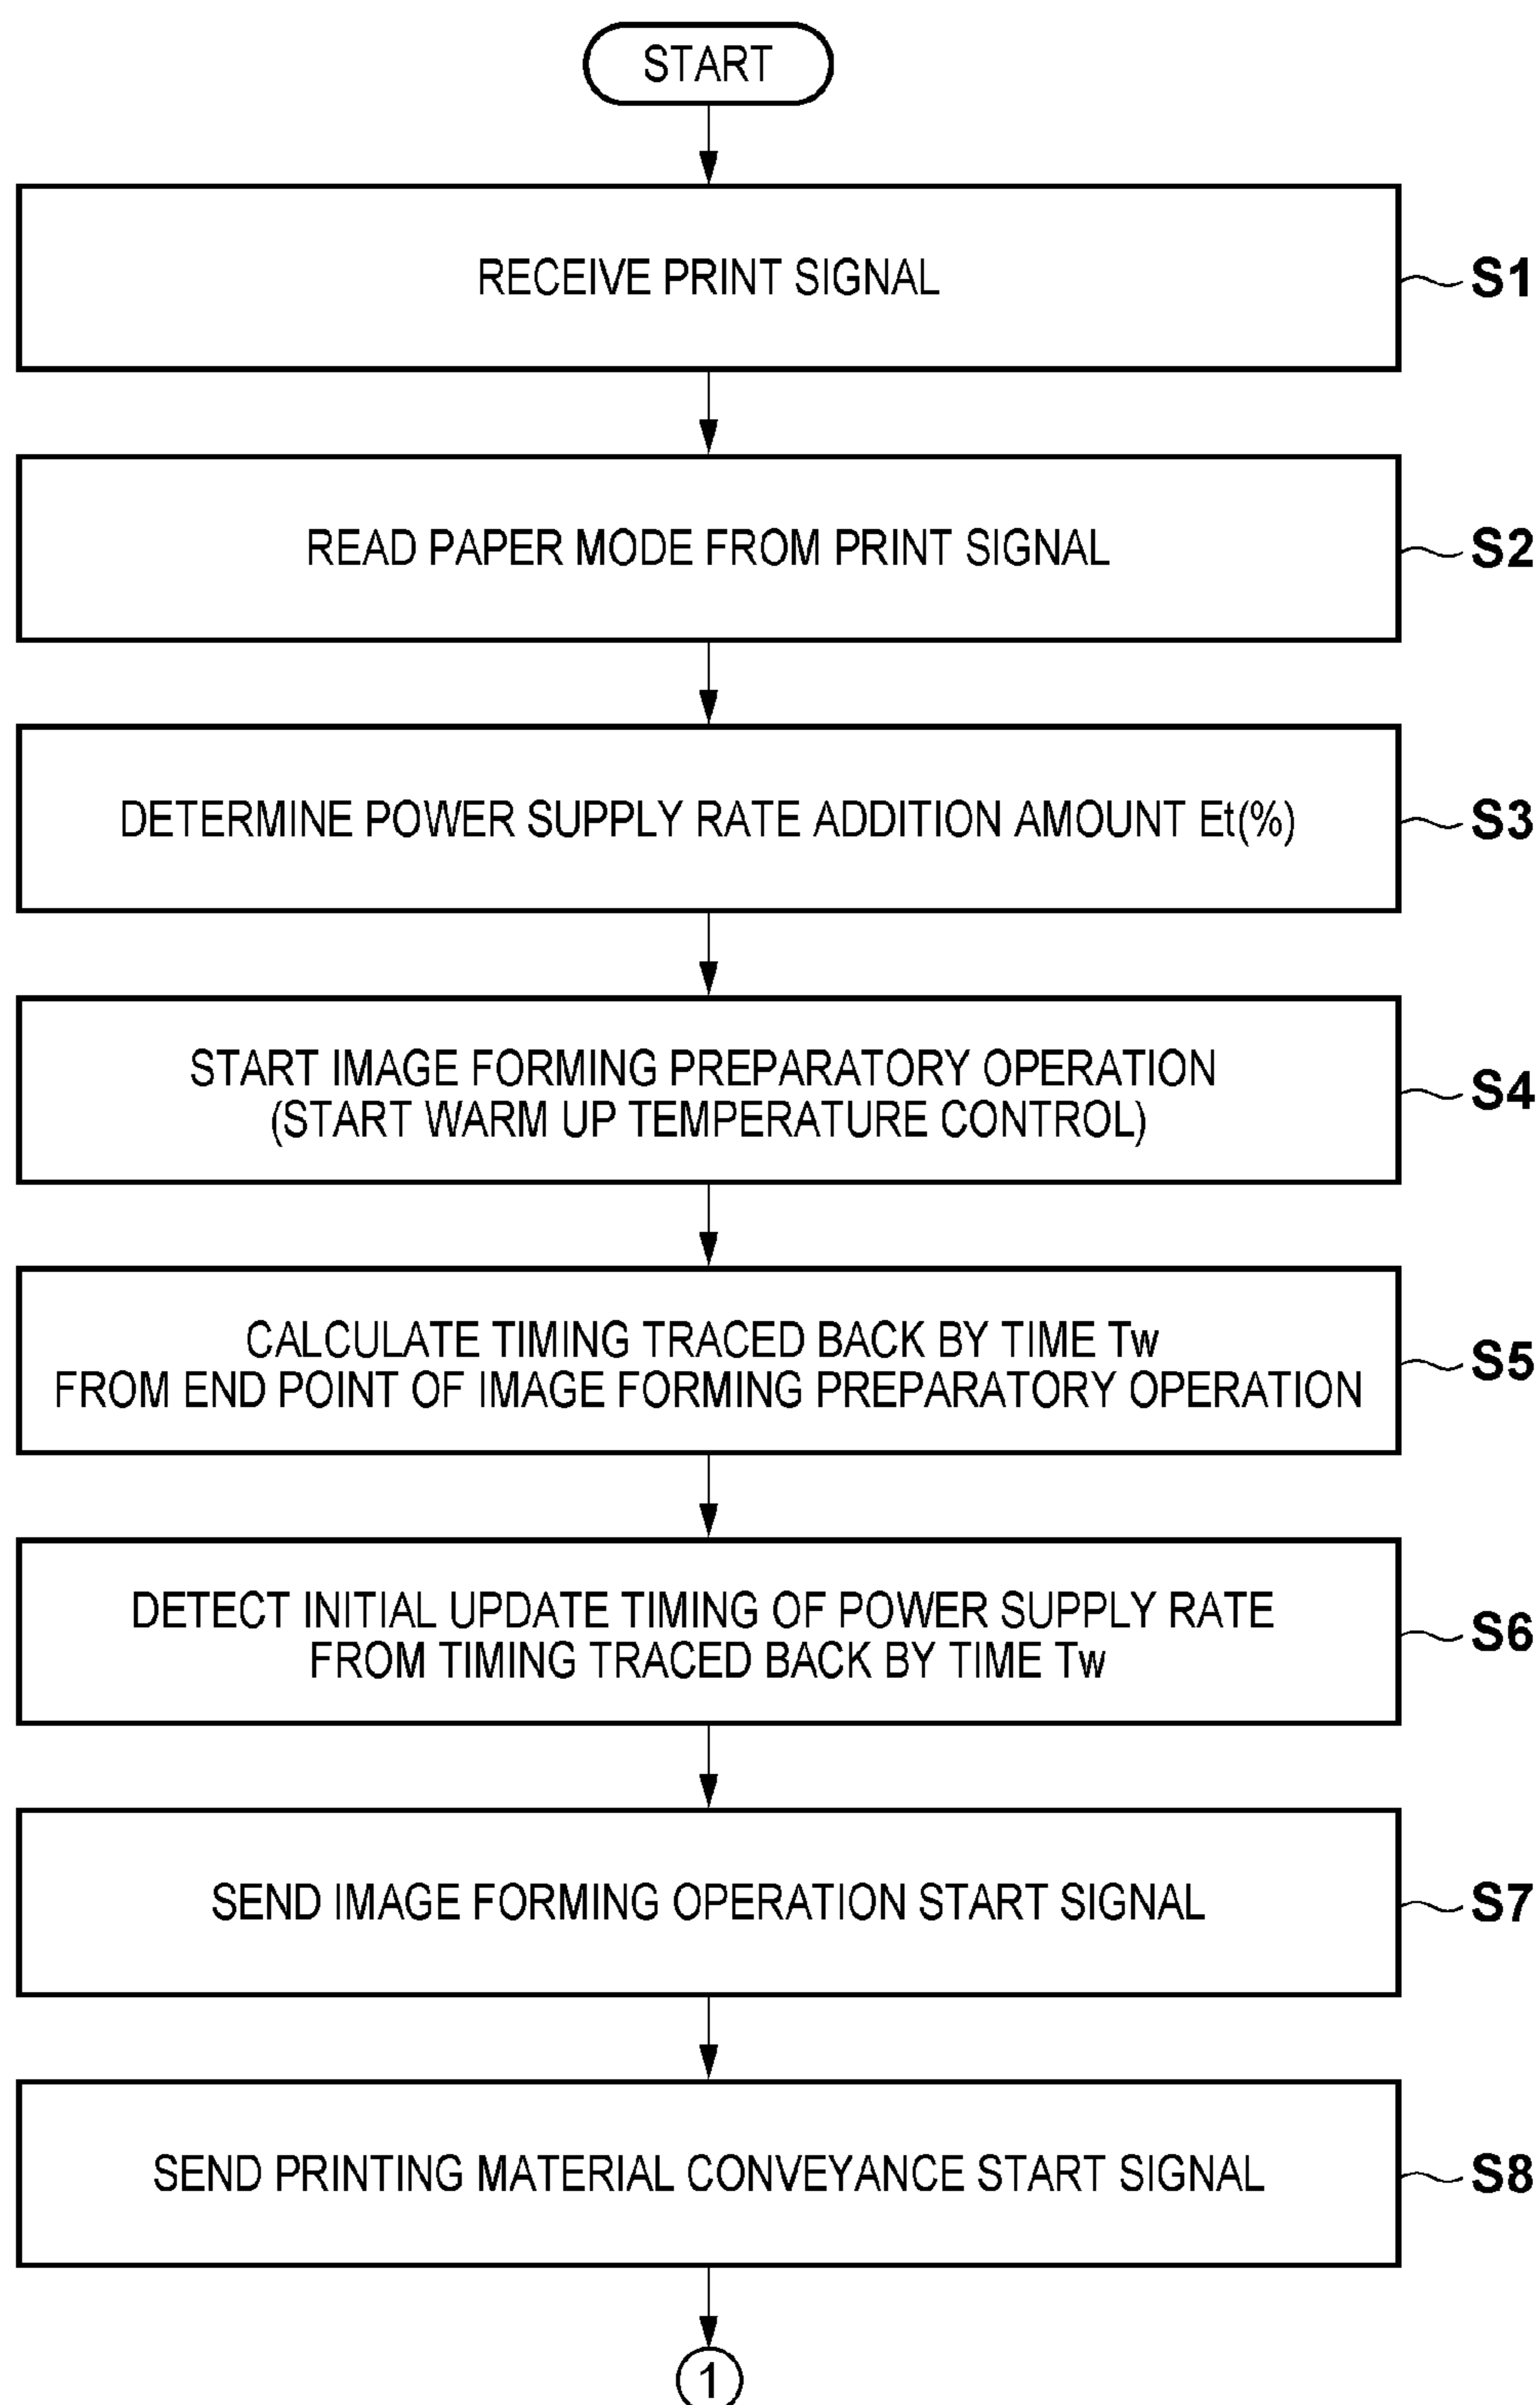 START
RECEIVE PRINT SIGNAL
S1
READ PAPER MODE FROM PRINT SIGNAL
S2
DETERMINE POWER SUPPLY RATE ADDITION AMOUNT Et(%)
S3
START IMAGE FORMING PREPARATORY OPERATION
(START WARM UP TEMPERATURE CONTROL)
S4
CALCULATE TIMING TRACED BACK BY TIME Tw
FROM END POINT OF IMAGE FORMING PREPARATORY OPERATION
S5
DETECT INITIAL UPDATE TIMING OF POWER SUPPLY RATE
FROM TIMING TRACED BACK BY TIME Tw
S6
SEND IMAGE FORMING OPERATION START SIGNAL
S7
SEND PRINTING MATERIAL CONVEYANCE START SIGNAL
S8
1